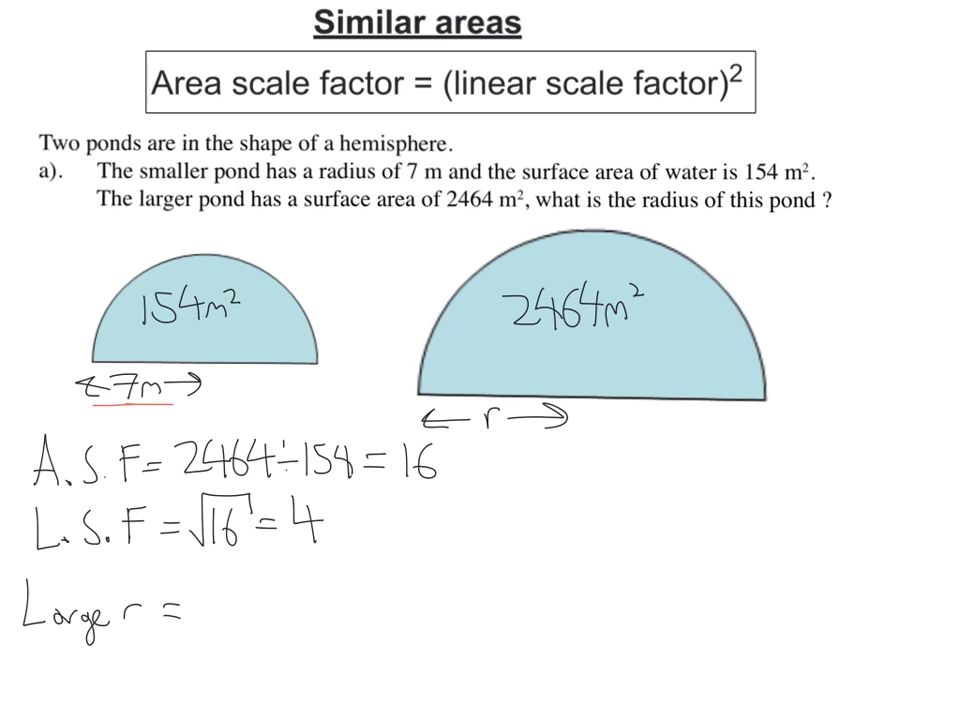 Similar areas
Area scale factor = (linear scale factor)²
Two ponds are in the shape of a hemisphere.
a). The smaller pond has a radius of 7 m and the surface area of water is 154 m².
The larger pond has a surface area of 2464 m², what is the radius of this pond ?
154m²
2464m²
←7m→
←r→
A.S.F = 2464÷154 = 16
L.S.F = √16 = 4
Large r =